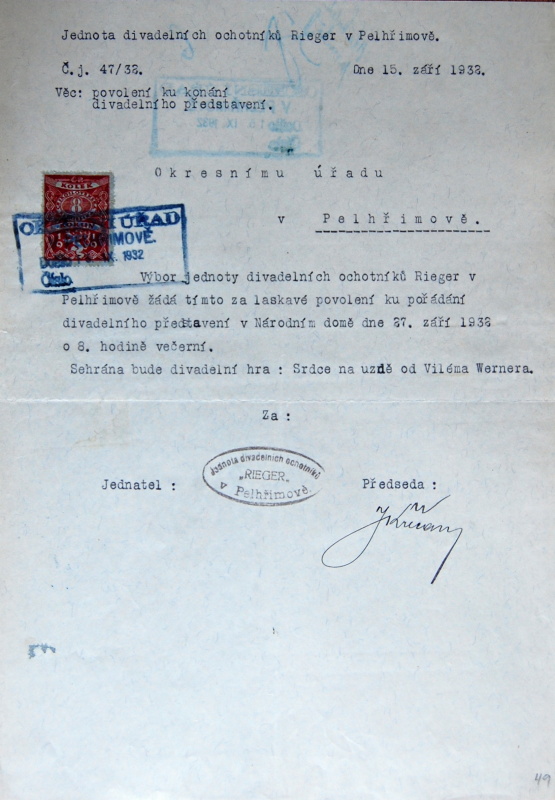 Jednota divadelních ochotníků Rieger v Pelhřimově.
Č.j. 47/32. Dne 15. září 1932.
Věc: povolení ku konání
divadelního představení.
Okresnímu úřadu
v Pelhřimově.
KOLEK
8
ÚŘAD
1932
Číslo
Výbor jednoty divadelních ochotníků Rieger v
Pelhřimově žádá tímto za laskavé povolení ku pořádání
divadelního představení v Národním domě dne 27. září 1932
o 8. hodině večerní.
Sehrána bude divadelní hra : Srdce na uzdě od Viléma Wernera.
Za :
Jednatel : Předseda :
Jednota divadelních ochotníků
"RIEGER"
v Pelhřimově.
49